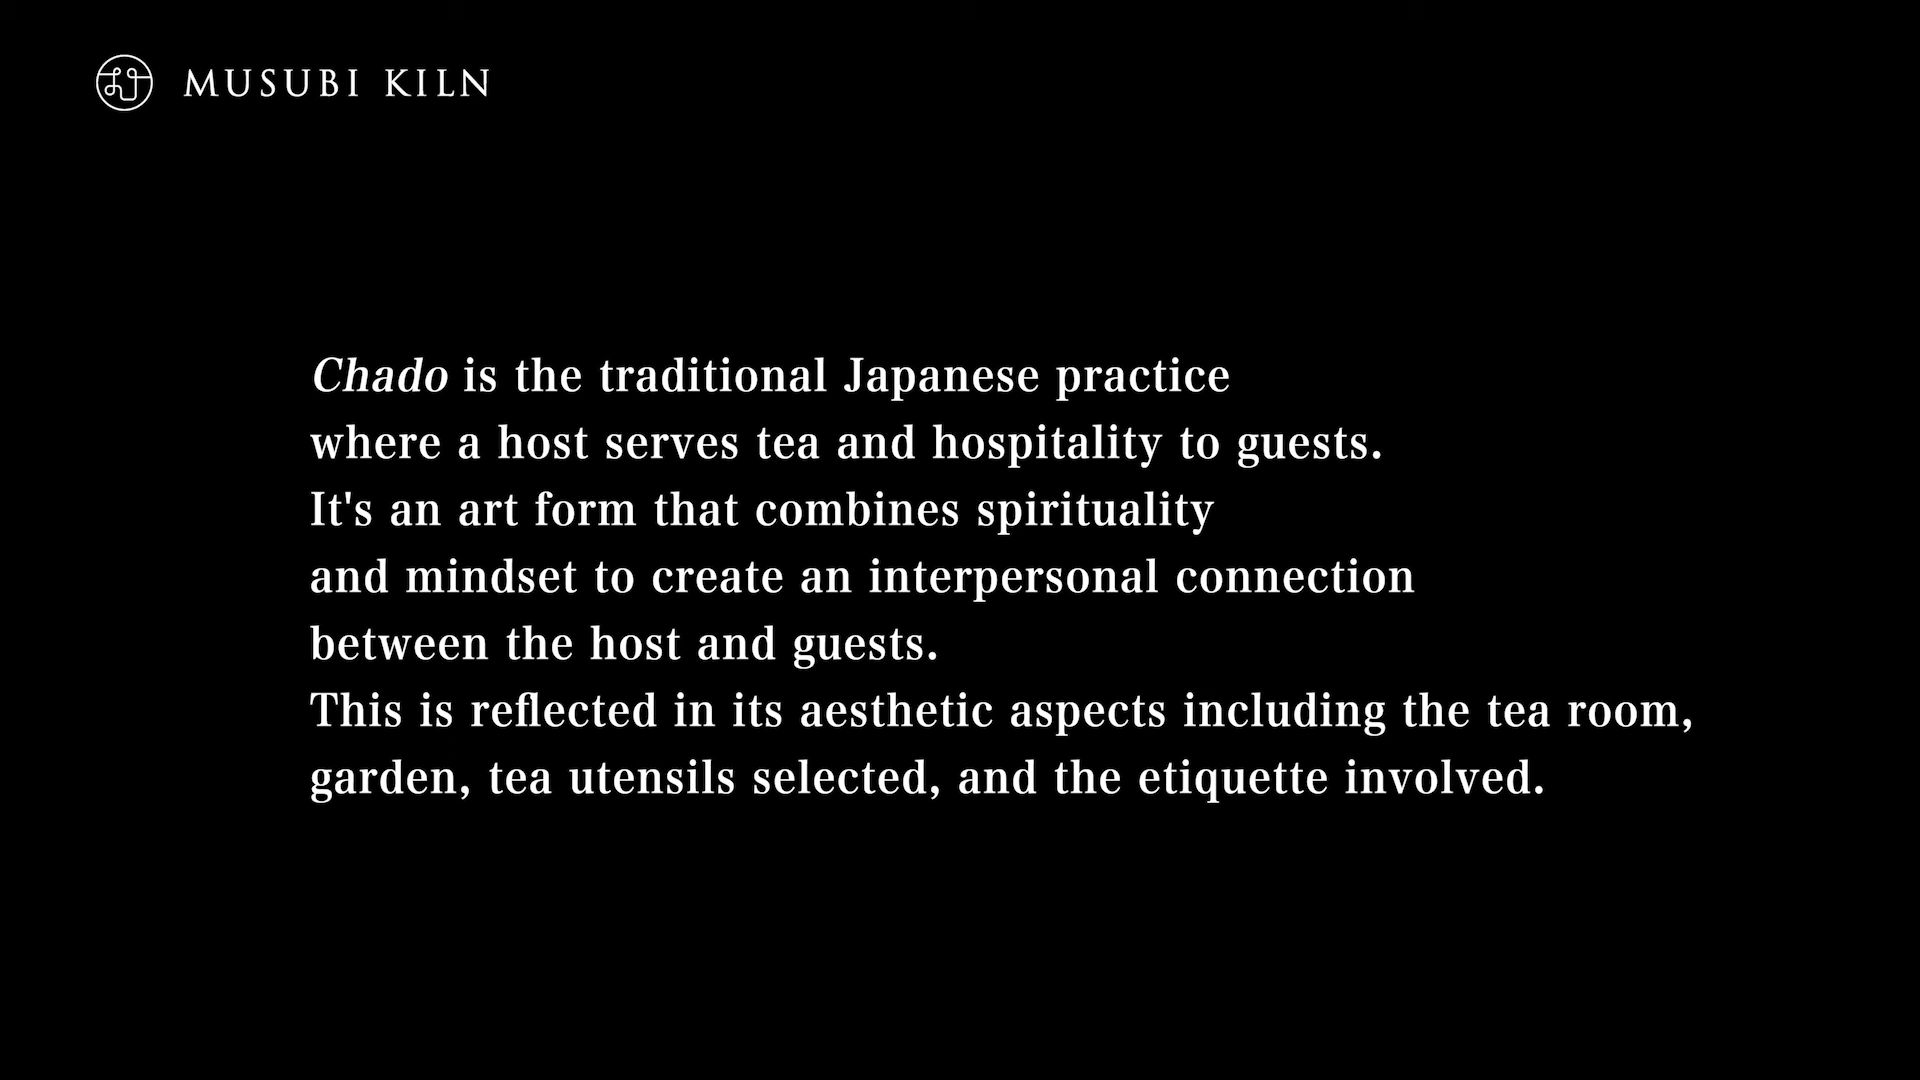 MUSUBI KILN
Chado is the traditional Japanese practice
where a host serves tea and hospitality to guests.
It's an art form that combines spirituality
and mindset to create an interpersonal connection
between the host and guests.
This is reflected in its aesthetic aspects including the tea room,
garden, tea utensils selected, and the etiquette involved.